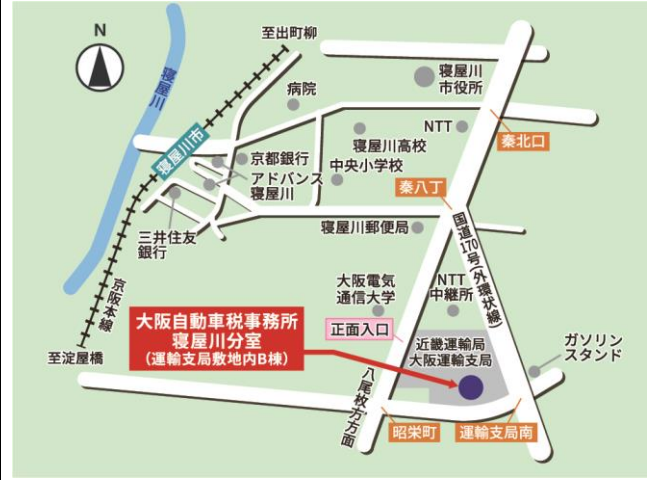 N
至出町柳
寝屋川
寝屋川
市役所
病院
NTT
寝屋川高校
秦北口
寝屋川市
京都銀行
アドバンス
寝屋川
中央小学校
秦八丁
三井住友
銀行
寝屋川郵便局
国道170号(外環状線)
京阪本線
大阪電気
通信大学
NTT
中継所
大阪自動車税事務所
寝屋川分室
(運輸支局敷地内B棟)
正面入口
近畿運輸局
大阪運輸支局
ガソリン
スタンド
至淀屋橋
八尾枚方方面
昭栄町
運輸支局南